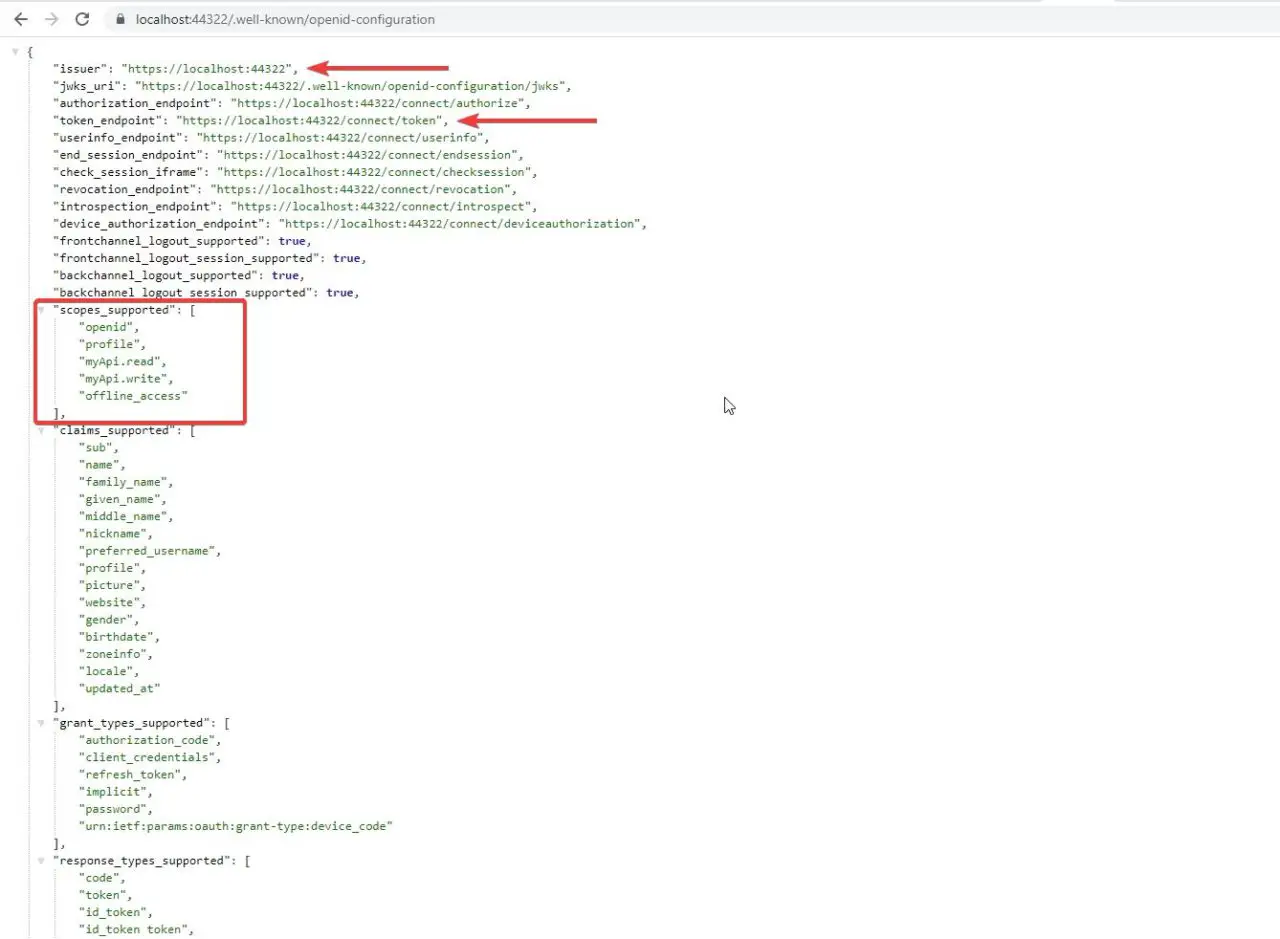 localhost:44322/.well-known/openid-configuration
{
"issuer": "https://localhost:44322",
"jwks_uri": "https://localhost:44322/.well-known/openid-configuration/jwks",
"authorization_endpoint": "https://localhost:44322/connect/authorize",
"token_endpoint": "https://localhost:44322/connect/token",
"userinfo_endpoint": "https://localhost:44322/connect/userinfo",
"end_session_endpoint": "https://localhost:44322/connect/endsession",
"check_session_iframe": "https://localhost:44322/connect/checksession",
"revocation_endpoint": "https://localhost:44322/connect/revocation",
"introspection_endpoint": "https://localhost:44322/connect/introspect",
"device_authorization_endpoint": "https://localhost:44322/connect/deviceauthorization",
"frontchannel_logout_supported": true,
"frontchannel_logout_session_supported": true,
"backchannel_logout_supported": true,
"backchannel_logout_session_supported": true,
"scopes_supported": [
"openid",
"profile",
"myApi.read",
"myApi.write",
"offline_access"
],
"claims_supported": [
"sub",
"name",
"family_name",
"given_name",
"middle_name",
"nickname",
"preferred_username",
"profile",
"picture",
"website",
"gender",
"birthdate",
"zoneinfo",
"locale",
"updated_at"
],
"grant_types_supported": [
"authorization_code",
"client_credentials",
"refresh_token",
"implicit",
"password",
"urn:ietf:params:oauth:grant-type:device_code"
],
"response_types_supported": [
"code",
"token",
"id_token",
"id_token token",